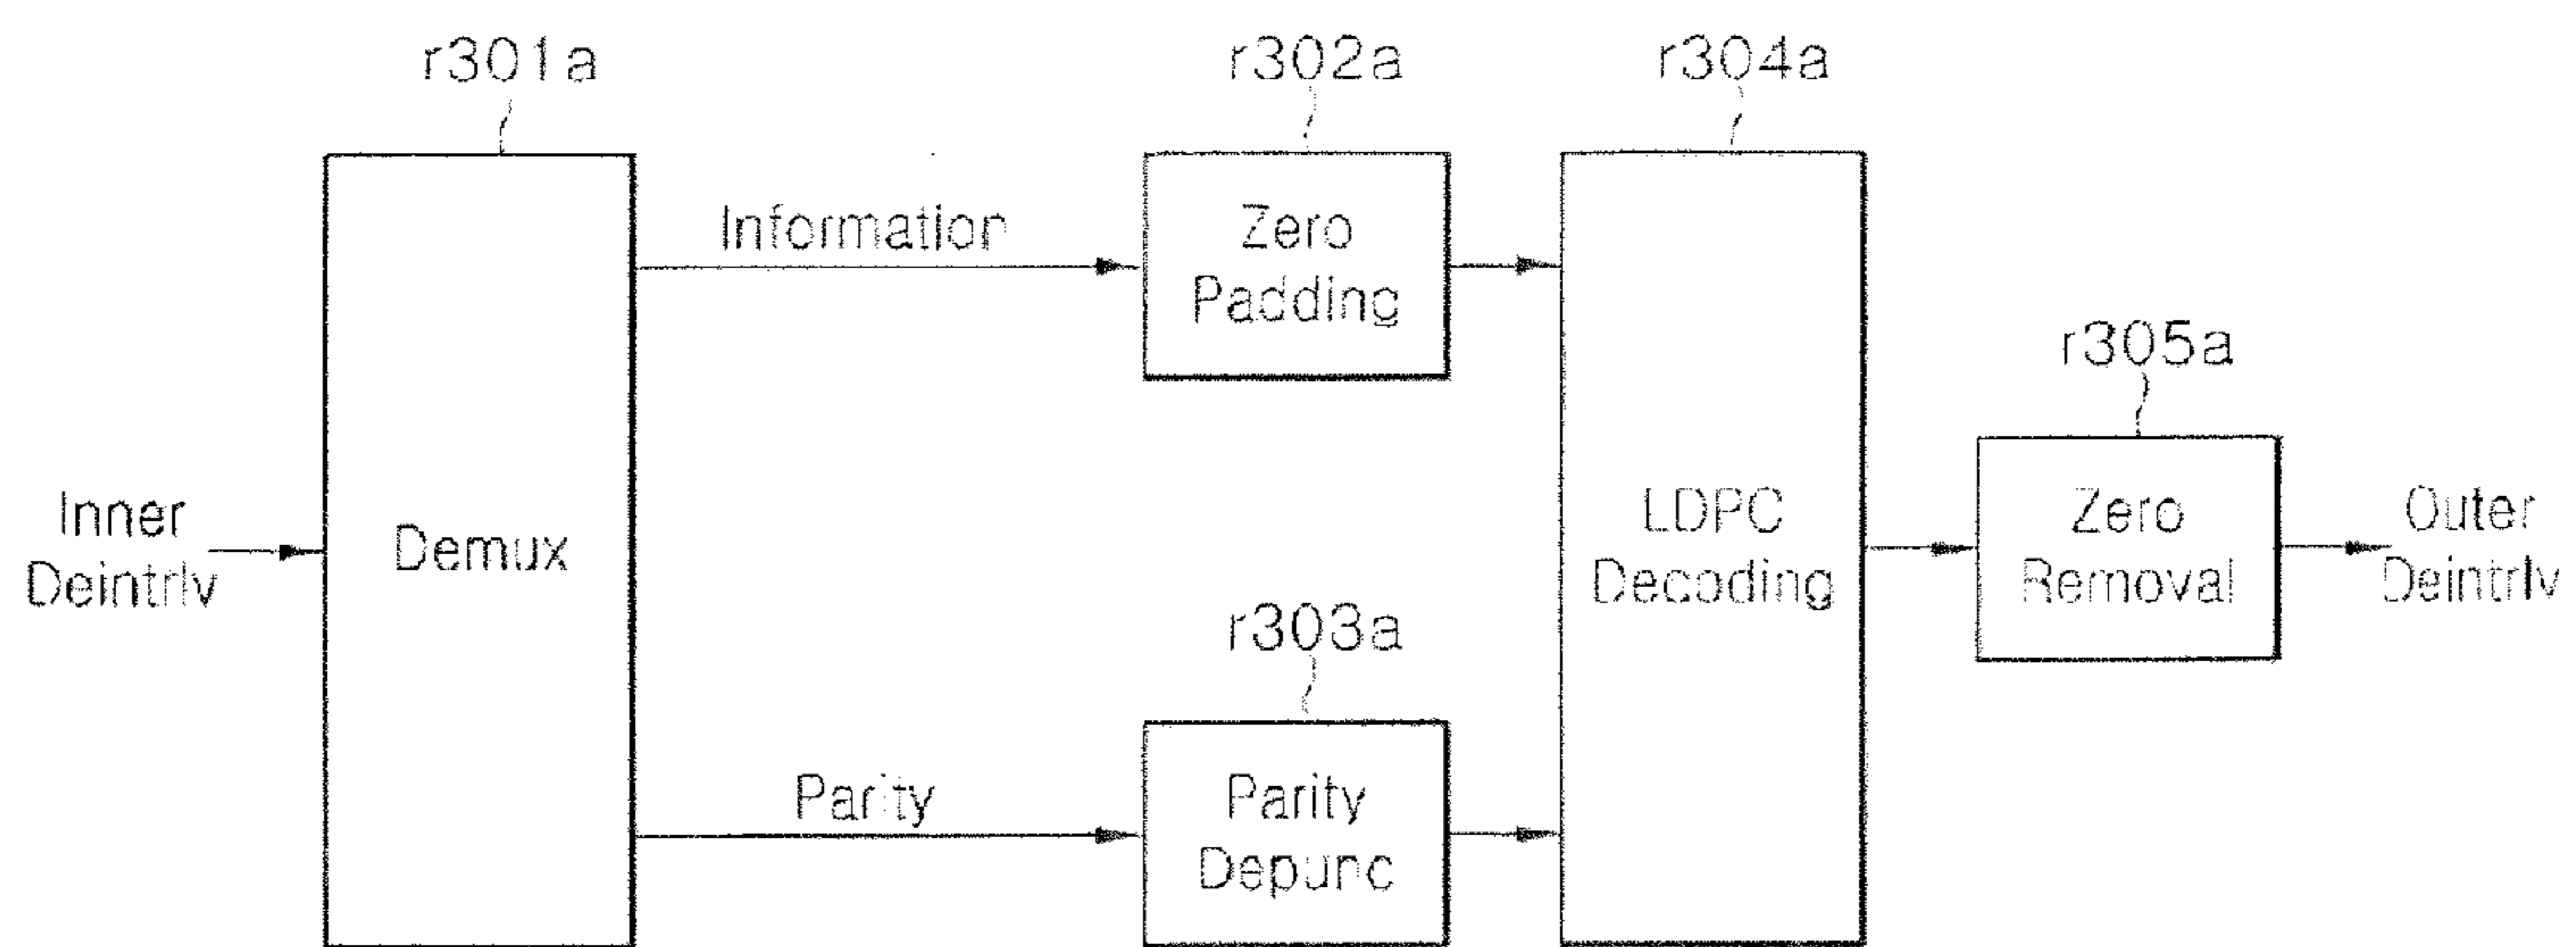 r301a
r302a
r304a
Information
Zero
Padding
r305a
Inner
Deintrlv
Demux
LDPC
Decoding
Zero
Removal
Outer
Deintrlv
r303a
Parity
Parity
Depunc